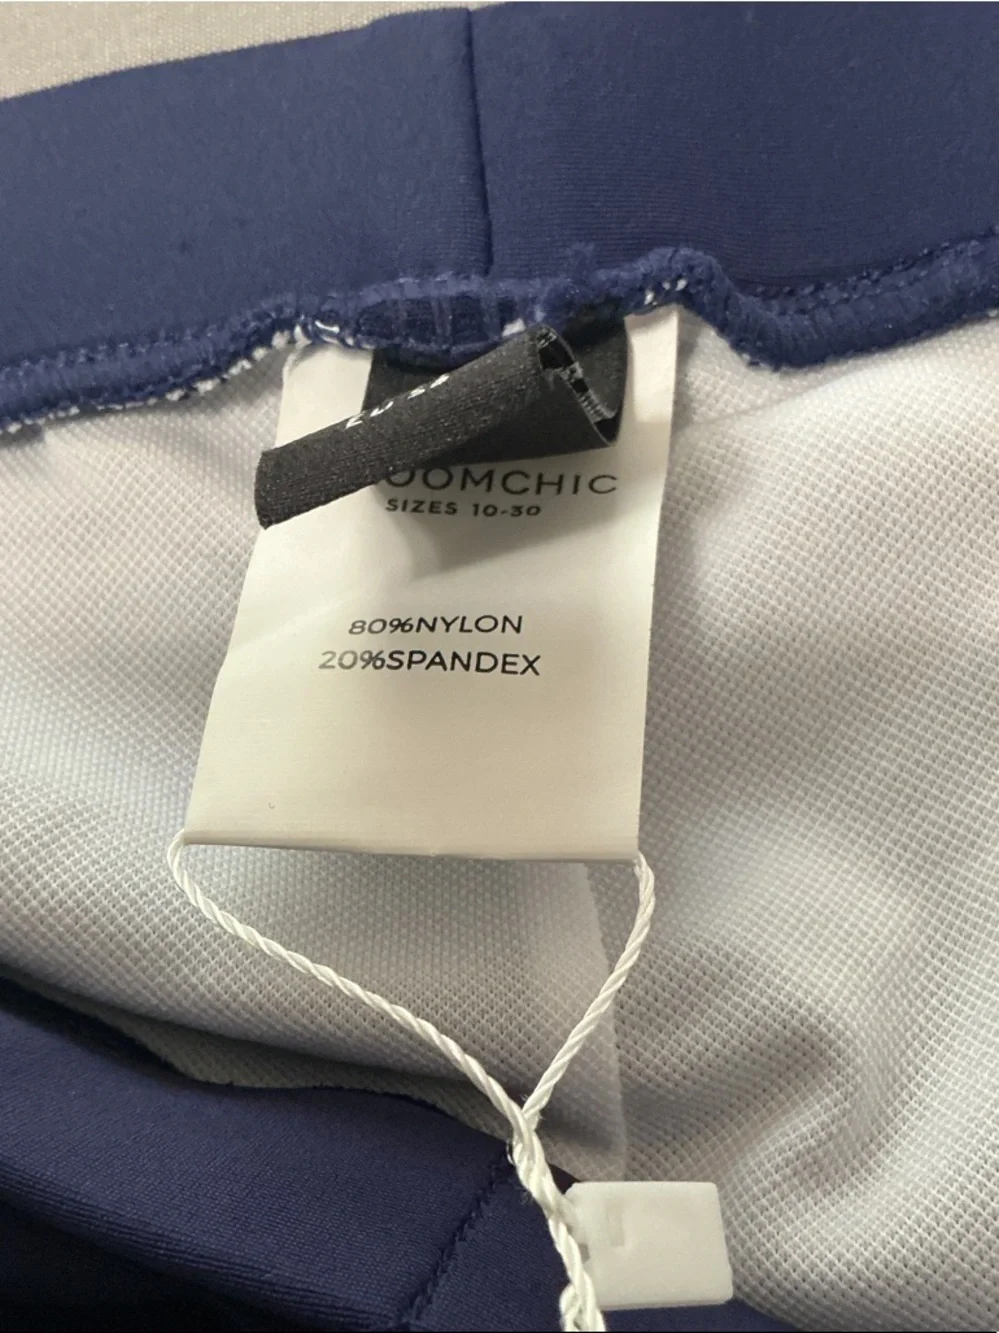 OOMCHIC
SIZES 10-30
80%NYLON
20%SPANDEX